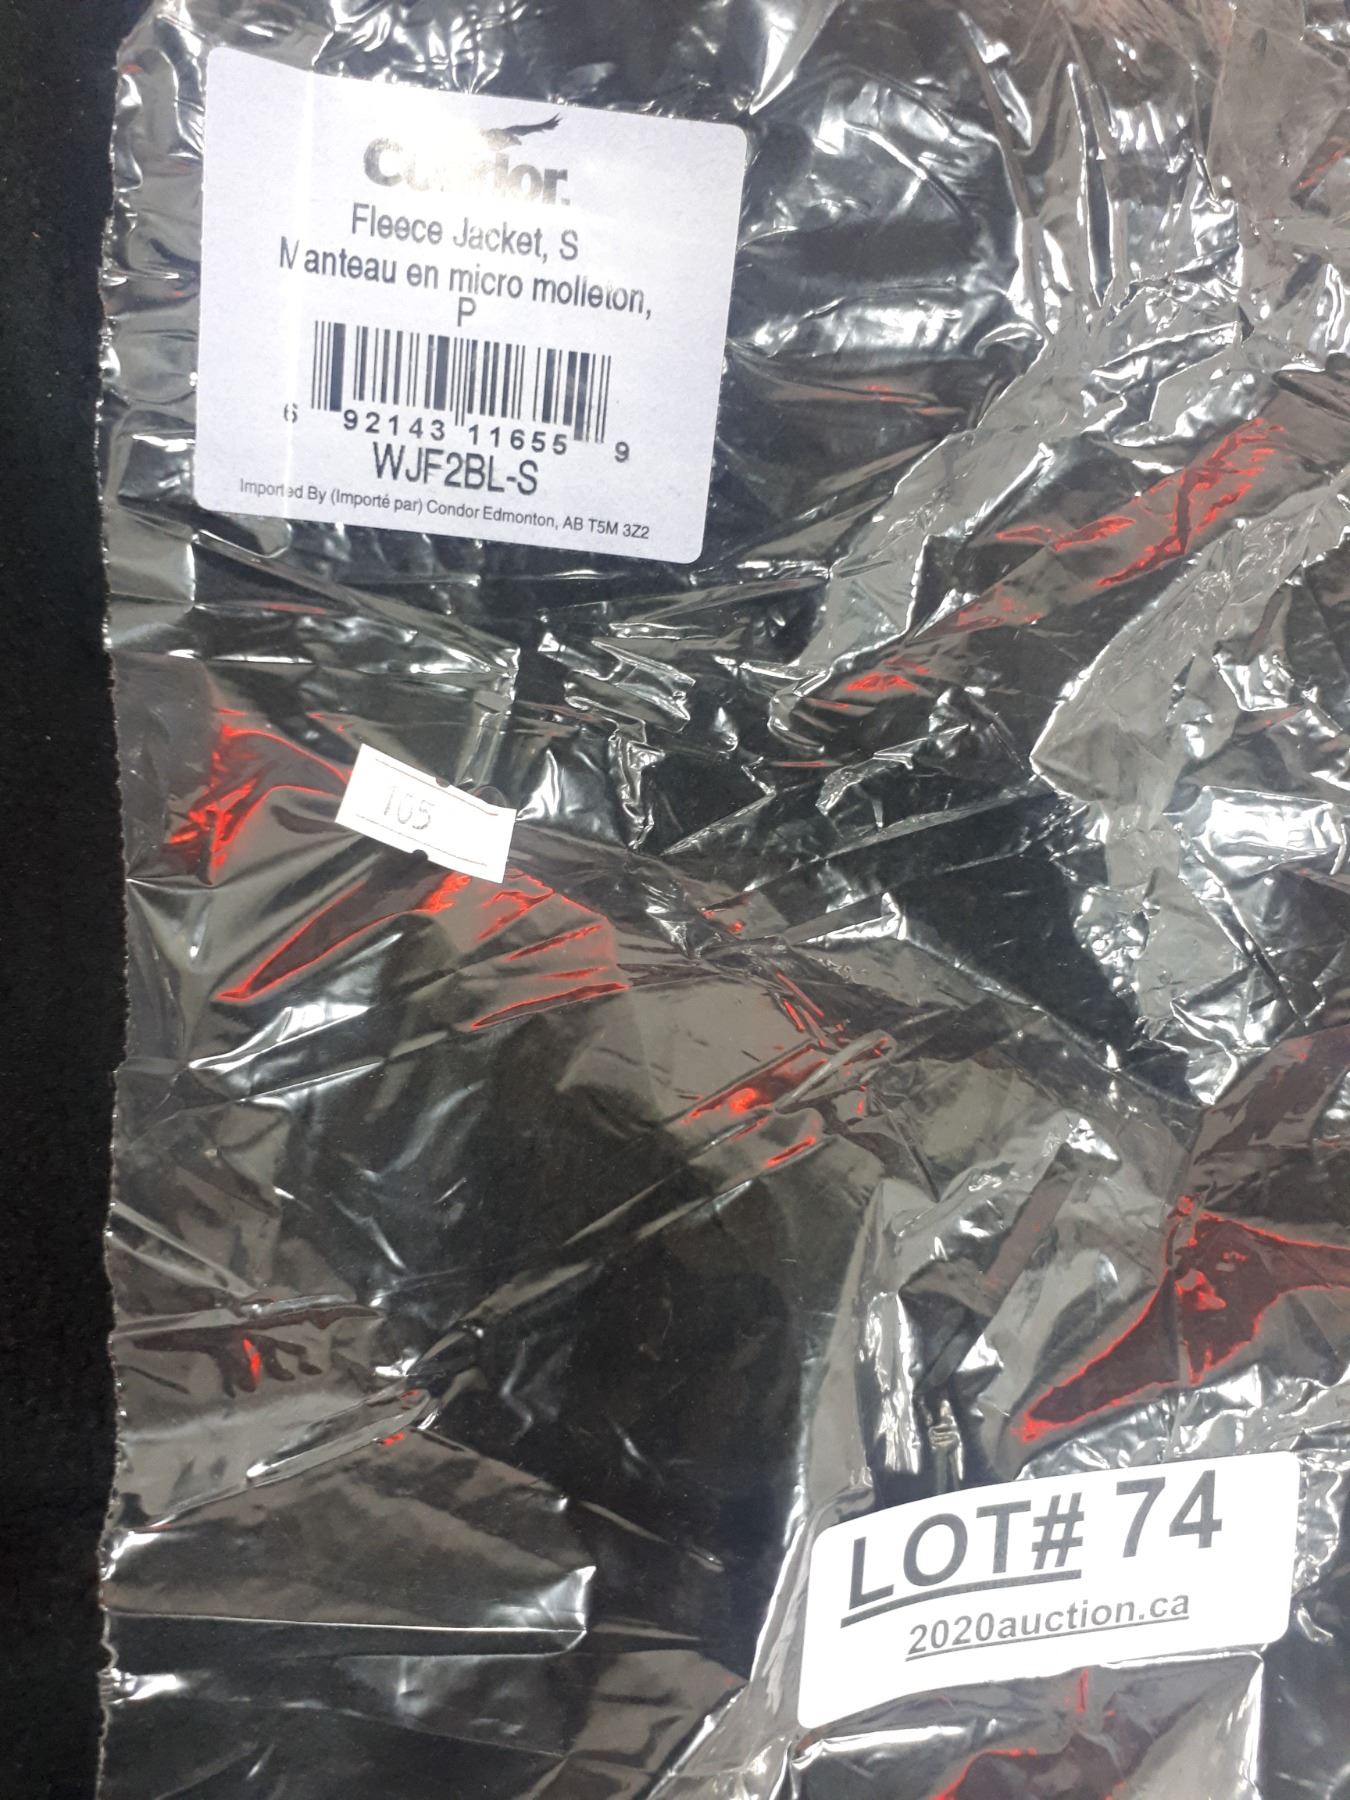 Condor.
Fleece Jacket, S
Manteau en micro molleton,
P
6 92143 11655 9
WJF2BL-S
Imported By (Importé par) Condor Edmonton, AB T5M 3Z2
105
LOT# 74
2020auction.ca